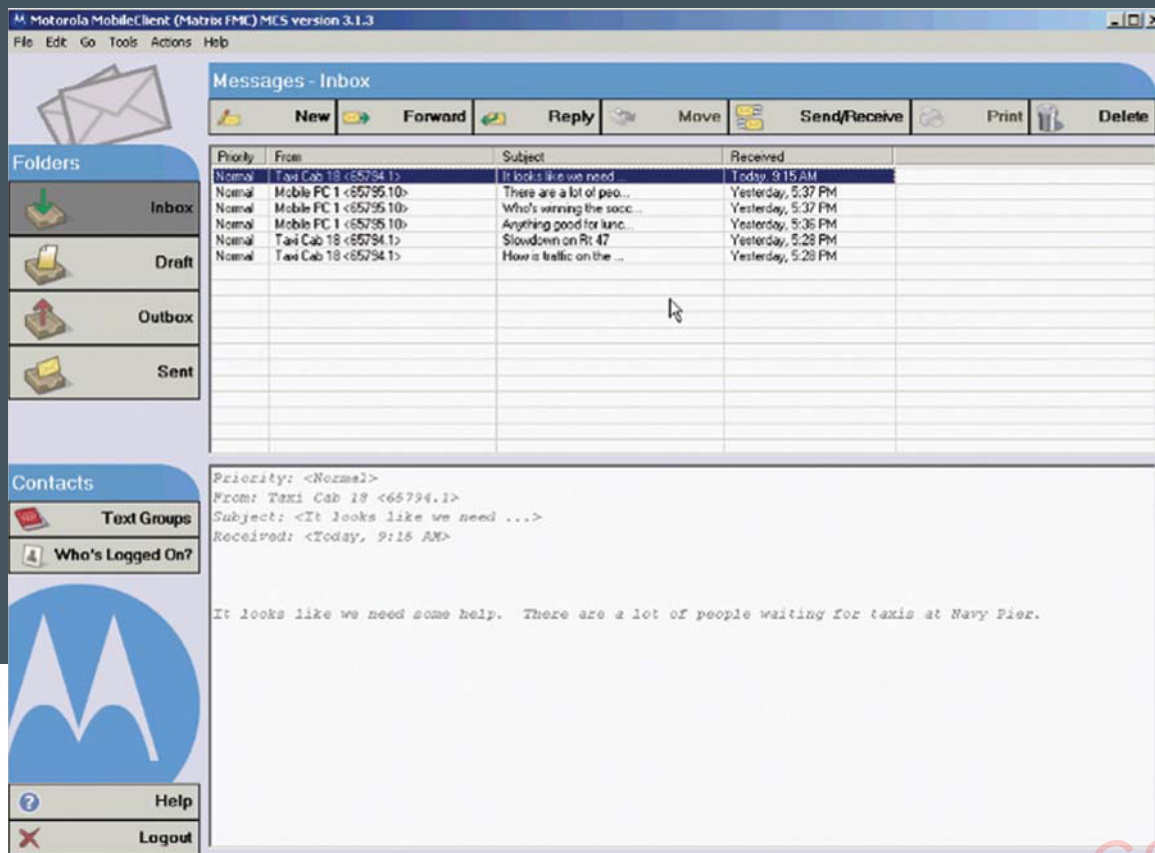 Motorola MobileClient (Matrix FMC) MCS version 3.1.3
File Edit Go Tools Actions Help
Messages - Inbox
New Forward Reply Move Send/Receive Print Delete
Folders
Inbox
Draft
Outbox
Sent
Priority From Subject Received
Normal Taxi Cab 18 <65794.1> It looks like we need ... Today, 9:15 AM
Normal Mobile PC 1 <65795.10> There are a lot of peo... Yesterday, 5:37 PM
Normal Mobile PC 1 <65795.10> Who's winning the socc... Yesterday, 5:37 PM
Normal Mobile PC 1 <65795.10> Anything good for lunc... Yesterday, 5:36 PM
Normal Taxi Cab 18 <65794.1> Slowdown on Rt 47 Yesterday, 5:28 PM
Normal Taxi Cab 18 <65794.1> How is traffic on the ... Yesterday, 5:28 PM
Contacts
Text Groups
Who's Logged On?
Help
Logout
Priority: <Normal>
From: Taxi Cab 18 <65794.1>
Subject: <It looks like we need ...>
Received: <Today, 9:15 AM>
It looks like we need some help. There are a lot of people waiting for taxis at Navy Pier.